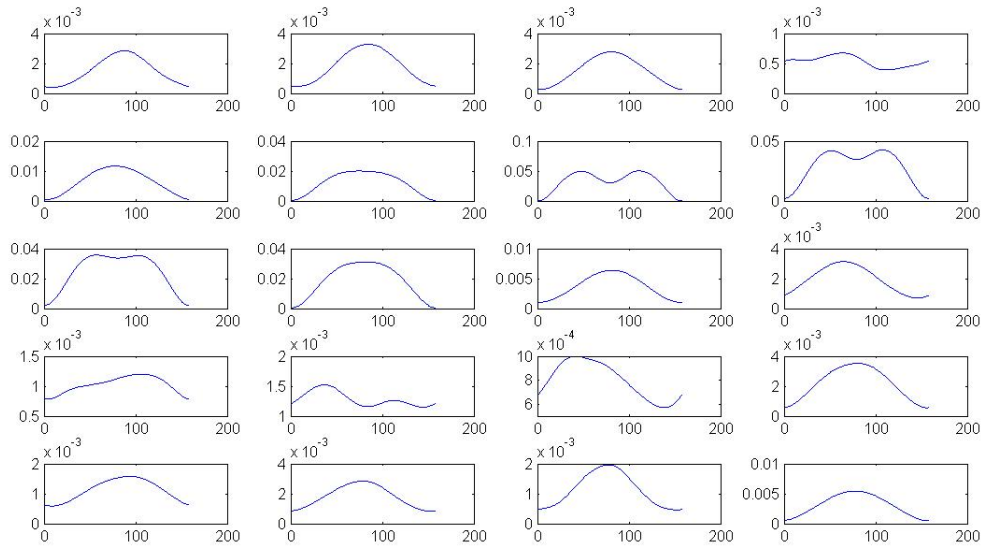 x 10^-3 x 10^-3 x 10^-3 x 10^-3
4 4 4 1
2 2 2 0.5
0 0 0 0
0 100 200 0 100 200 0 100 200 0 100 200
0.02 0.04 0.1 0.05
0.01 0.02 0.05
0 0 0 0
0 100 200 0 100 200 0 100 200 0 100 200
x 10^-3
0.04 0.04 0.01 4
0.02 0.02 0.005 2
0 0 0 0
0 100 200 0 100 200 0 100 200 0 100 200
x 10^-3 x 10^-3 x 10^-4 x 10^-3
1.5 2 10 4
1 1.5 8 2
6
0.5 1 0
0 100 200 0 100 200 0 100 200 0 100 200
x 10^-3 x 10^-3 x 10^-3
2 4 2 0.01
1 2 1 0.005
0 0 0 0
0 100 200 0 100 200 0 100 200 0 100 200